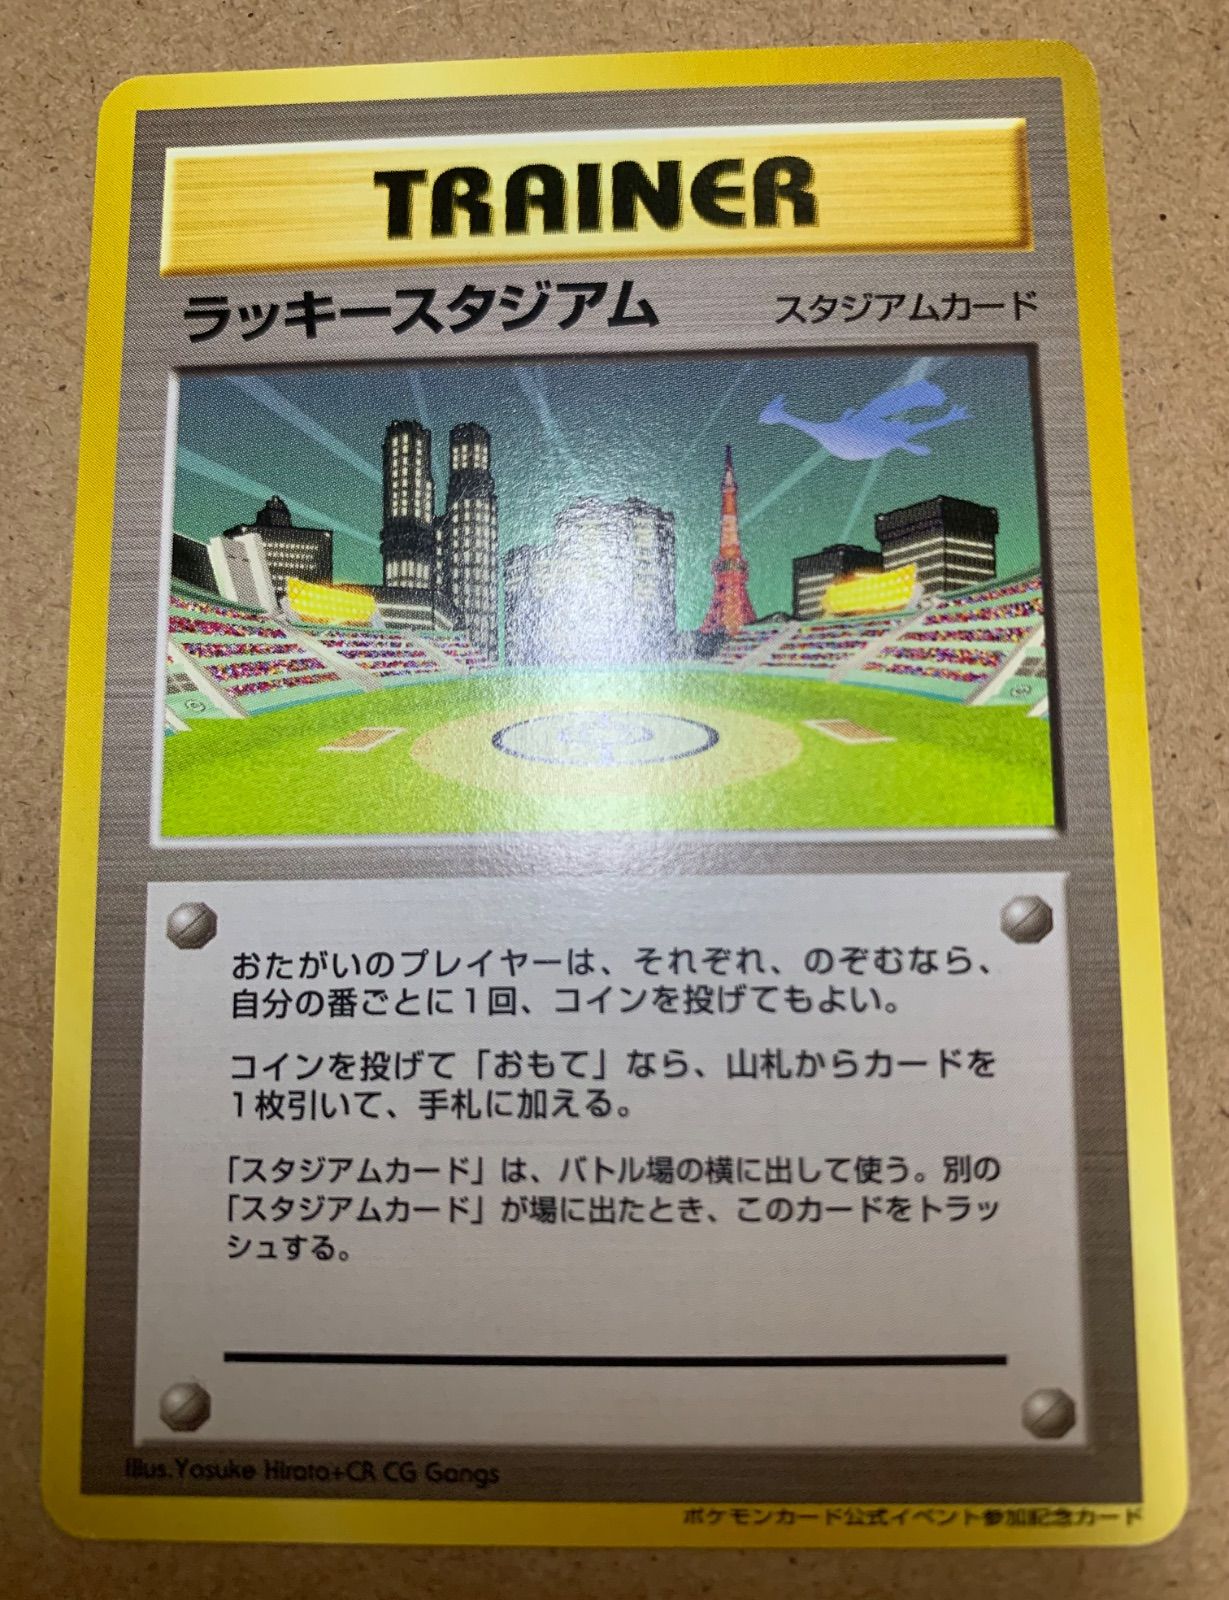 TRAINER
ラッキースタジアム
スタジアムカード
おたがいのプレイヤーは、それぞれ、のぞむなら、
自分の番ごとに1回、コインを投げてもよい。
コインを投げて「おもて」なら、山札からカードを
1枚引いて、手札に加える。
「スタジアムカード」は、バトル場の横に出して使う。別の
「スタジアムカード」が場に出たとき、このカードをトラッ
シュする。
Illus.Yosuke Hirata+CR CG Gangs
ポケモンカード公式イベント参加記念カード